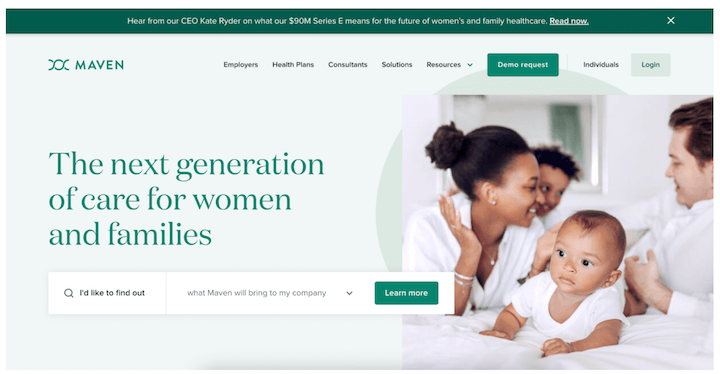 Hear from our CEO Kate Ryder on what our $90M Series E means for the future of women's and family healthcare. Read now.
MAVEN
Employers
Health Plans
Consultants
Solutions
Resources
Demo request
Individuals
Login
The next generation
of care for women
and families
I'd like to find out
what Maven will bring to my company
Learn more